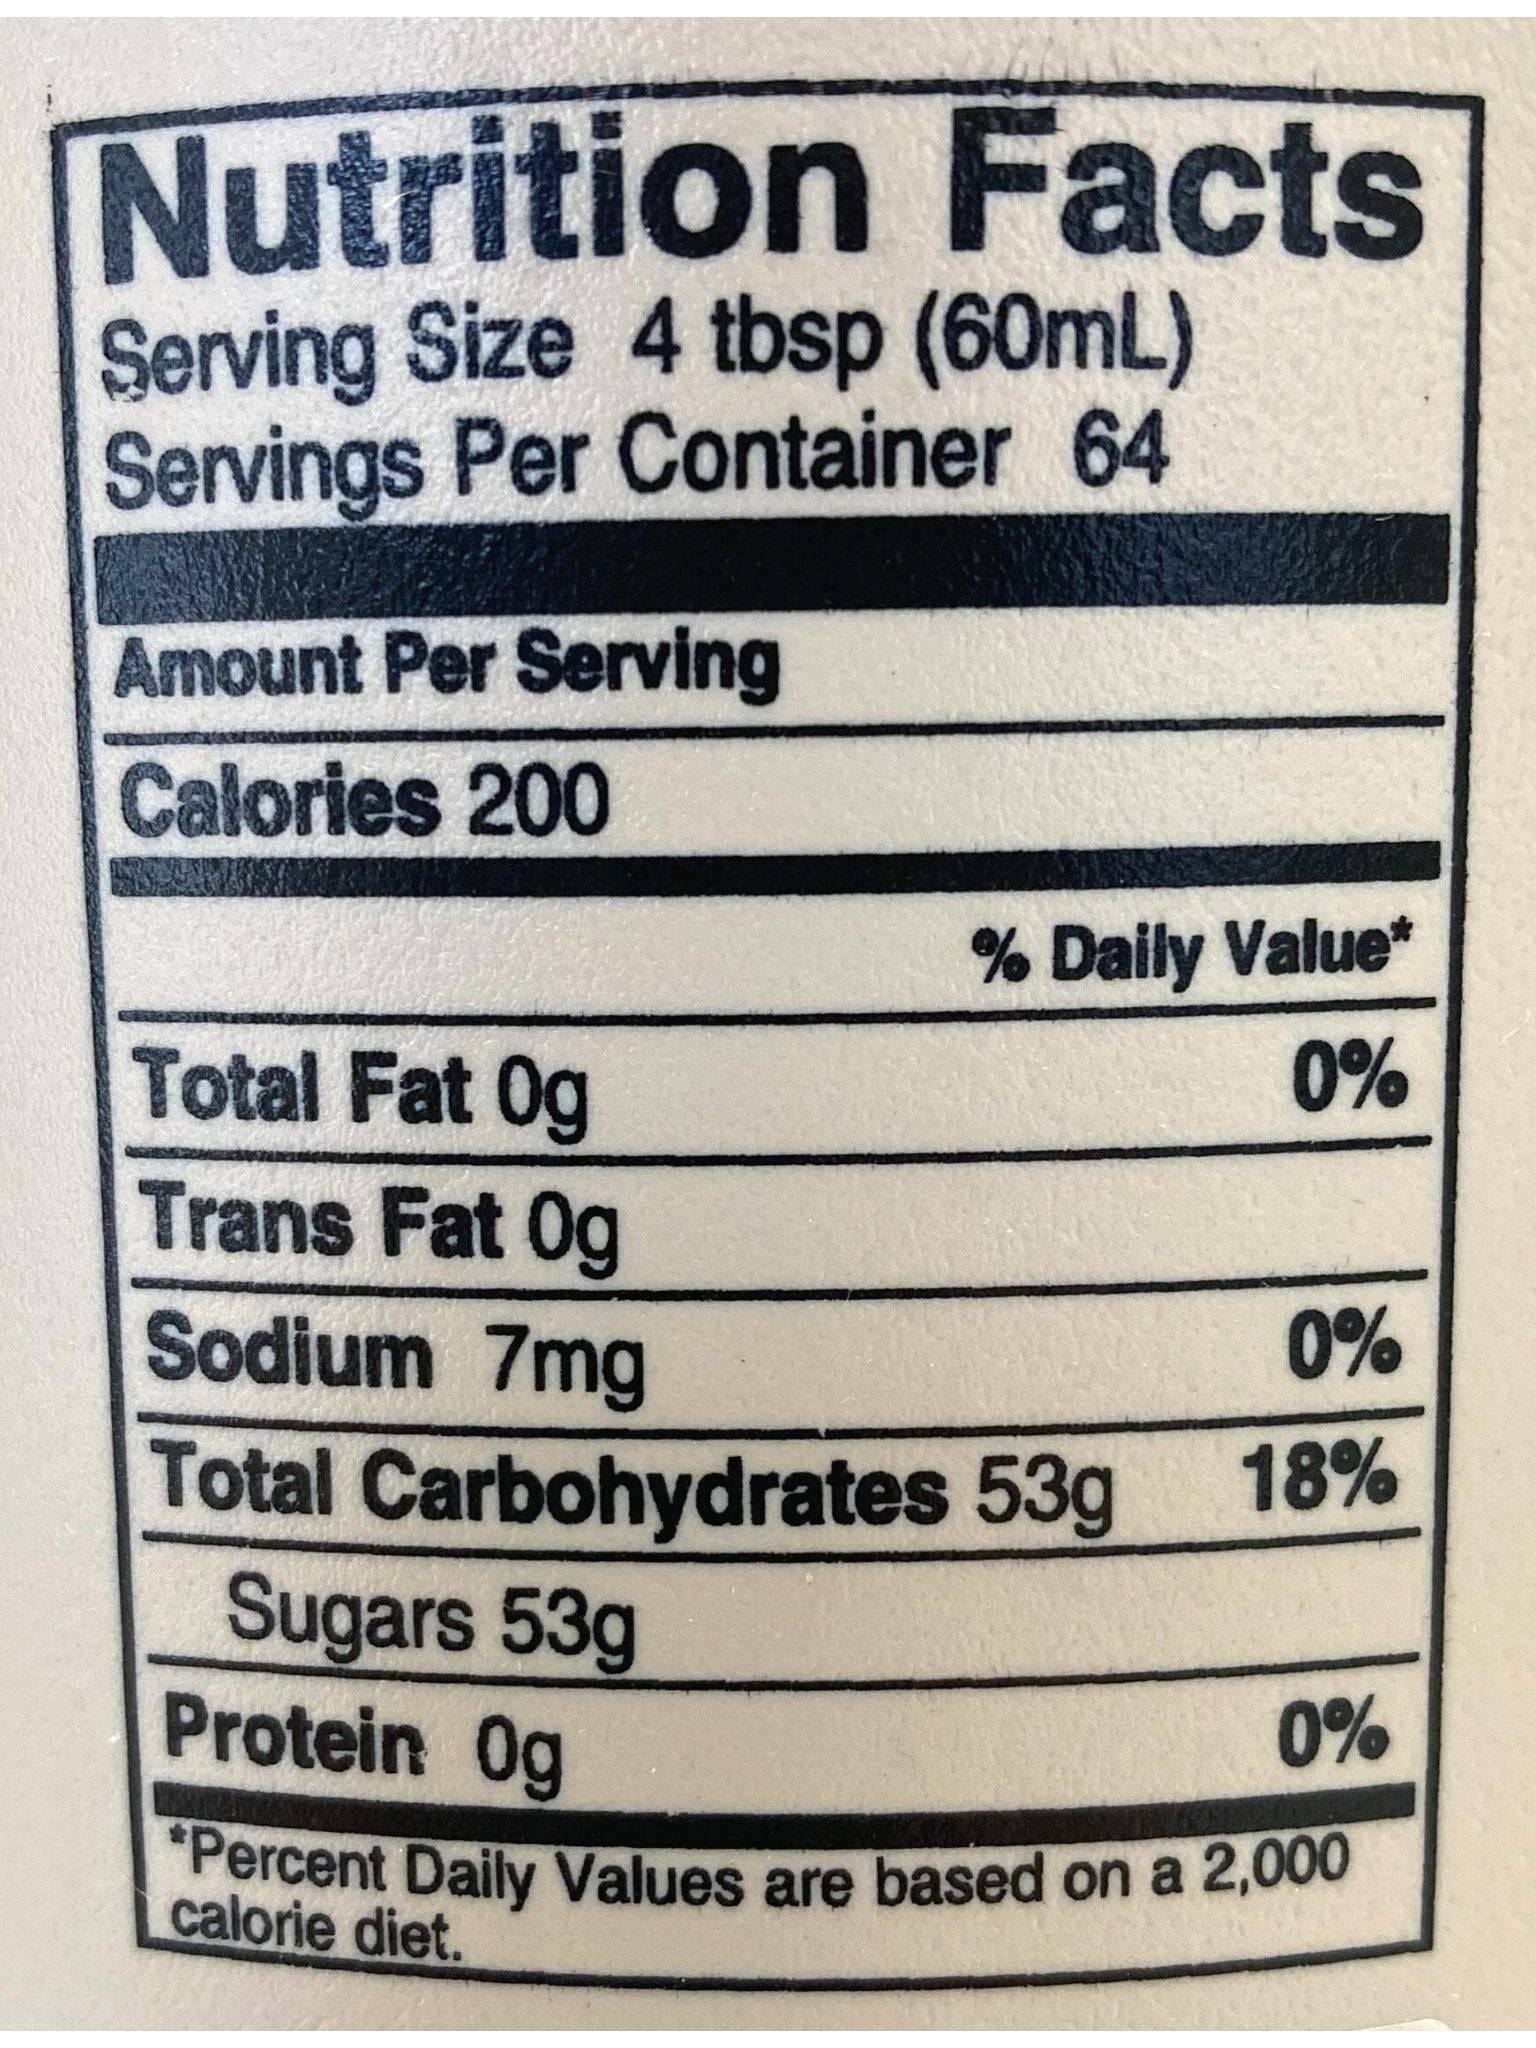 Nutrition Facts
Serving Size 4 tbsp (60mL)
Servings Per Container 64
Amount Per Serving
Calories 200
% Daily Value*
Total Fat 0g 0%
Trans Fat 0g
Sodium 7mg 0%
Total Carbohydrates 53g 18%
Sugars 53g
Protein 0g 0%
*Percent Daily Values are based on a 2,000
calorie diet.